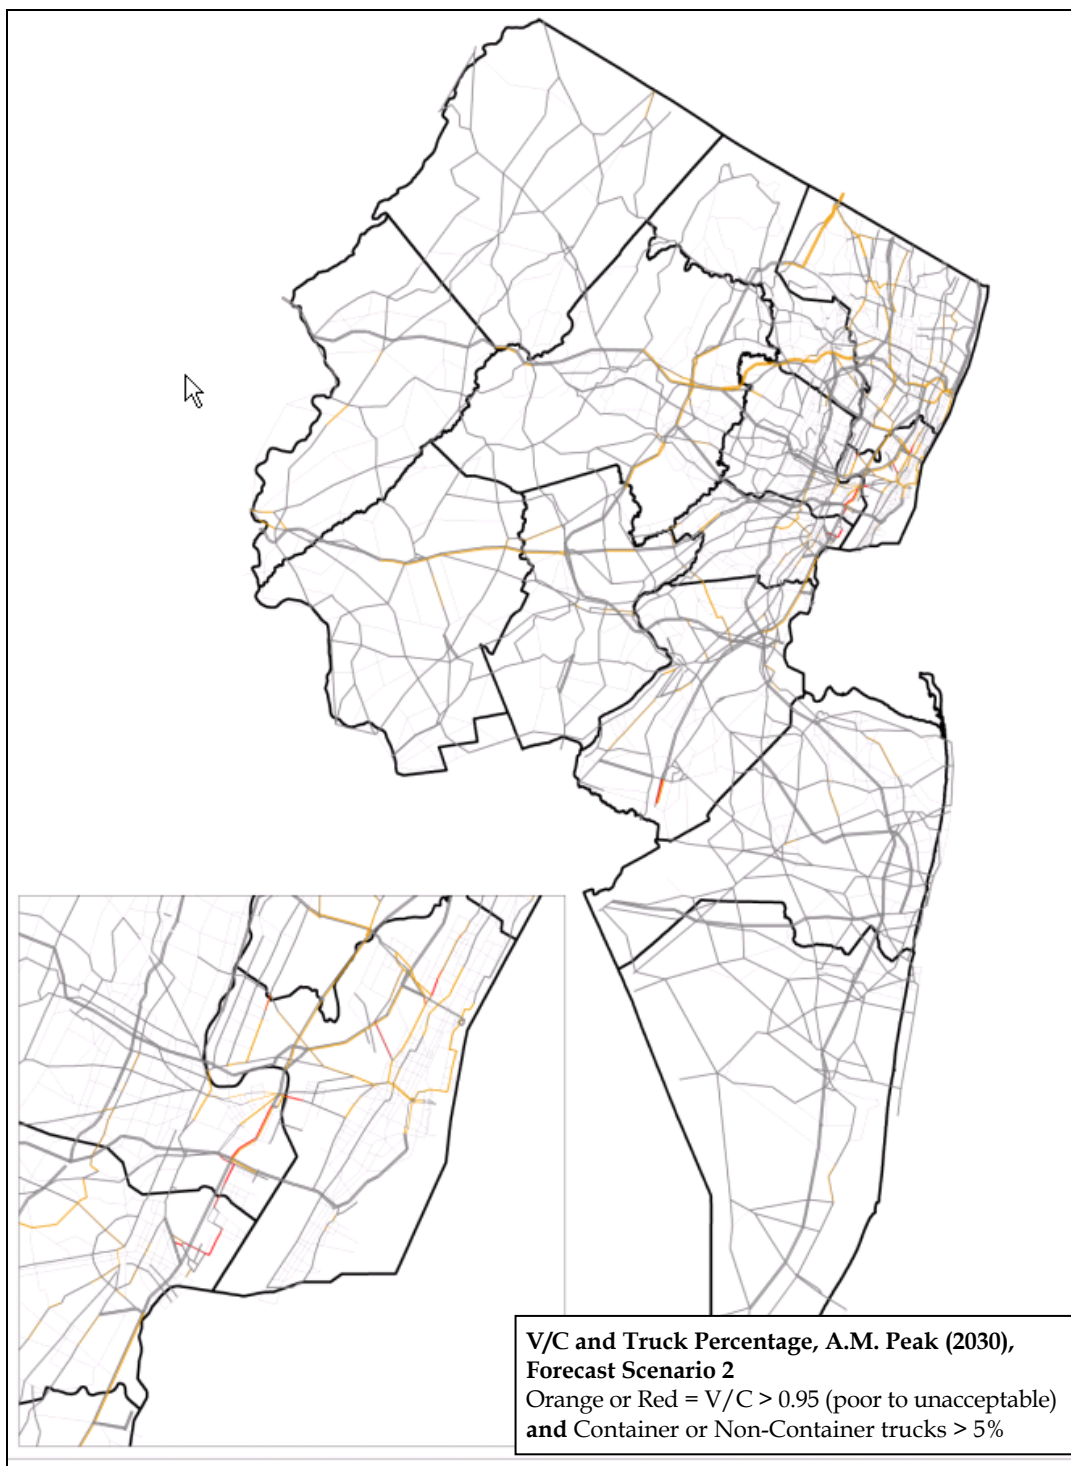 V/C and Truck Percentage, A.M. Peak (2030),
Forecast Scenario 2
Orange or Red = V/C > 0.95 (poor to unacceptable)
and Container or Non-Container trucks > 5%